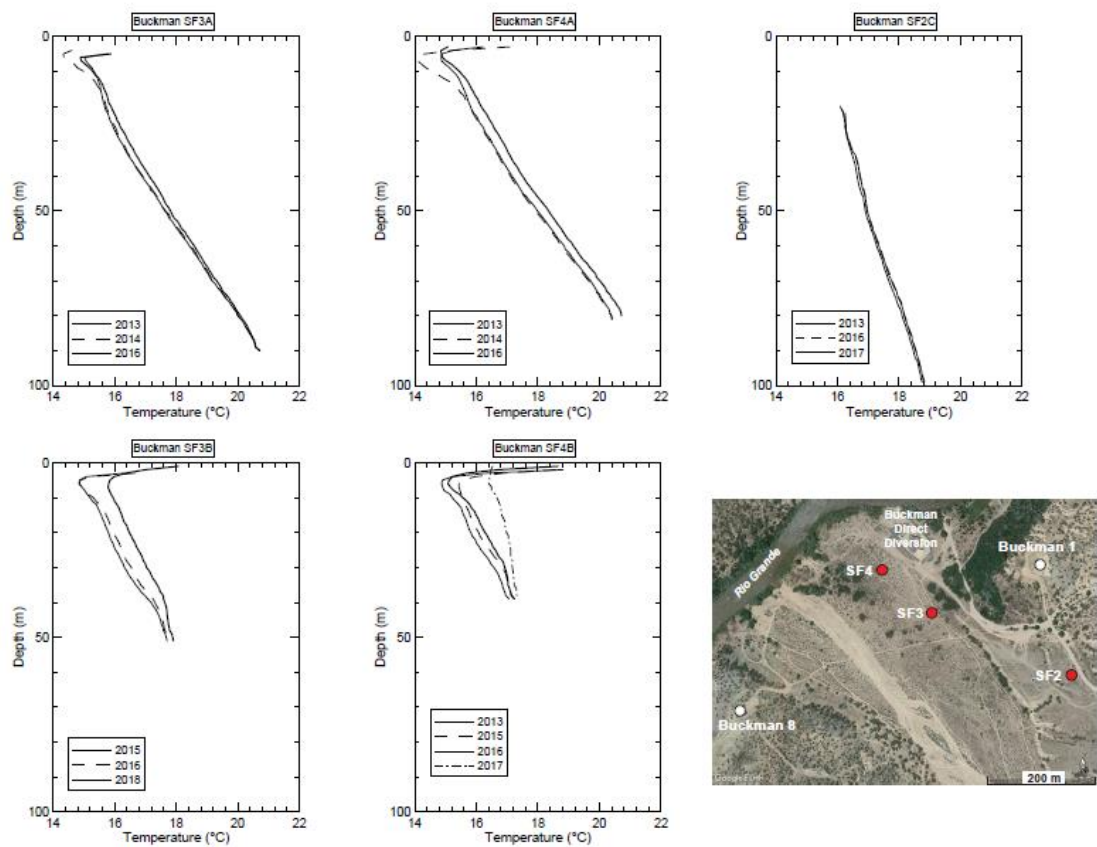 Buckman SF3A
0
50
100
Depth (m)
2013
2014
2016
14 16 18 20 22
Temperature (°C)
Buckman SF4A
0
50
100
Depth (m)
2013
2014
2016
14 16 18 20 22
Temperature (°C)
Buckman SF2C
0
50
100
Depth (m)
2013
2016
2017
14 16 18 20 22
Temperature (°C)
Buckman SF3B
0
50
100
Depth (m)
2015
2016
2018
14 16 18 20 22
Temperature (°C)
Buckman SF4B
0
50
100
Depth (m)
2013
2015
2016
2017
14 16 18 20 22
Temperature (°C)
Buckman
Direct
Diversion
Buckman 1
Rio Grande
SF4
SF3
SF2
Buckman 8
200 m